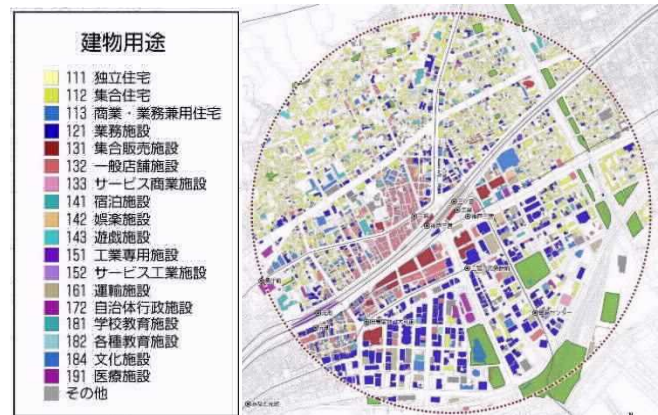 建物用途
111 独立住宅
112 集合住宅
113 商業・業務兼用住宅
121 業務施設
131 集合販売施設
132 一般店舗施設
133 サービス商業施設
141 宿泊施設
142 娯楽施設
143 遊戯施設
151 工業専用施設
152 サービス工業施設
161 運輸施設
172 自治体行政施設
181 学校教育施設
182 各種教育施設
184 文化施設
191 医療施設
その他